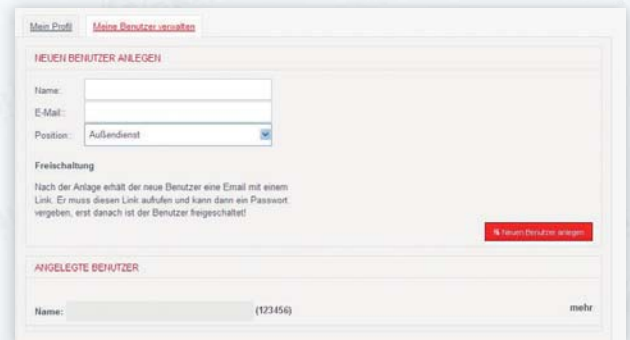 Mein Profil Meine Benutzer verwalten
NEUEN BENUTZER ANLEGEN
Name:
E-Mail:
Position: Außendienst
Freischaltung
Nach der Anlage erhält der neue Benutzer eine Email mit einem
Link. Er muss diesen Link aufrufen und kann dann ein Passwort
vergeben, erst danach ist der Benutzer freigeschaltet!
Neuen Benutzer anlegen
ANGELEGTE BENUTZER
Name: (123456) mehr